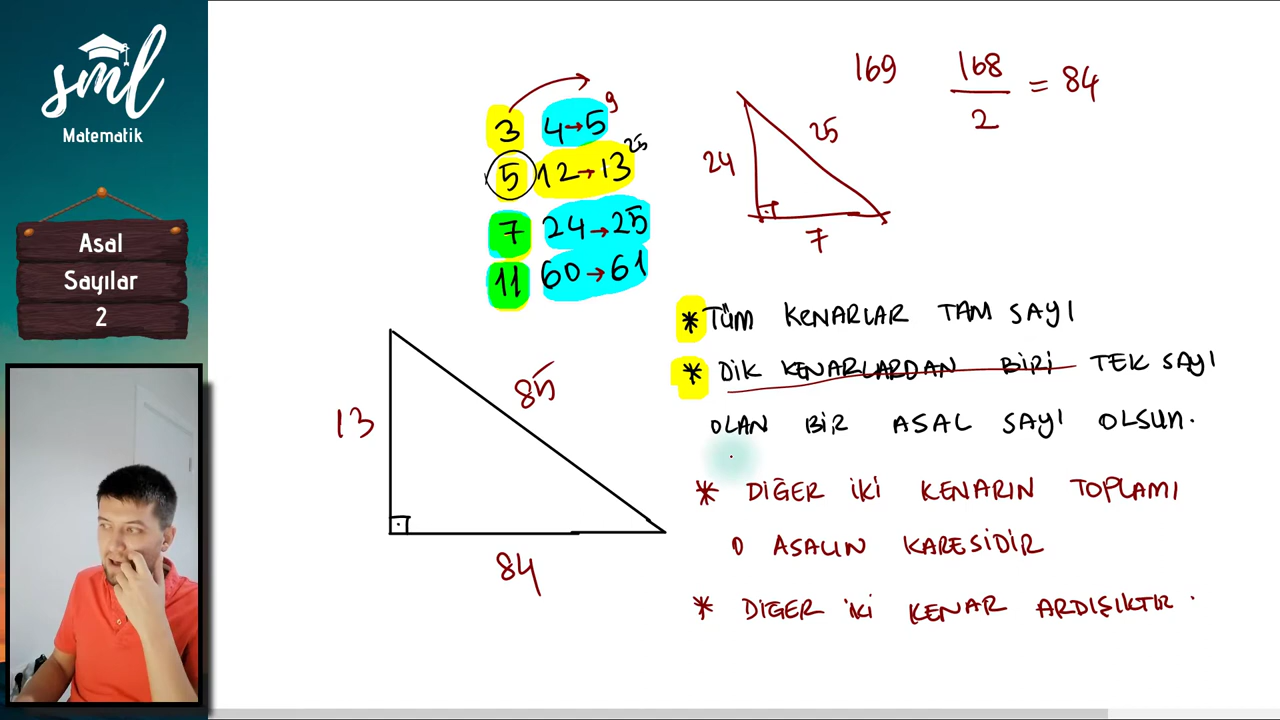 sml
Matematik
Asal
Sayılar
2
3 4→5 9
5 12→13 25
7 24→25
11 60→61
24
25
7
169 168/2 = 84
13
85
84
* TÜM KENARLAR TAM SAYI
* DİK KENARLARDAN BİRİ TEK SAYI
OLAN BİR ASAL SAYI OLSUN.
* DİĞER İKİ KENARIN TOPLAMI
O ASALIN KARESİDİR
* DİĞER İKİ KENAR ARDIŞIKTIR.